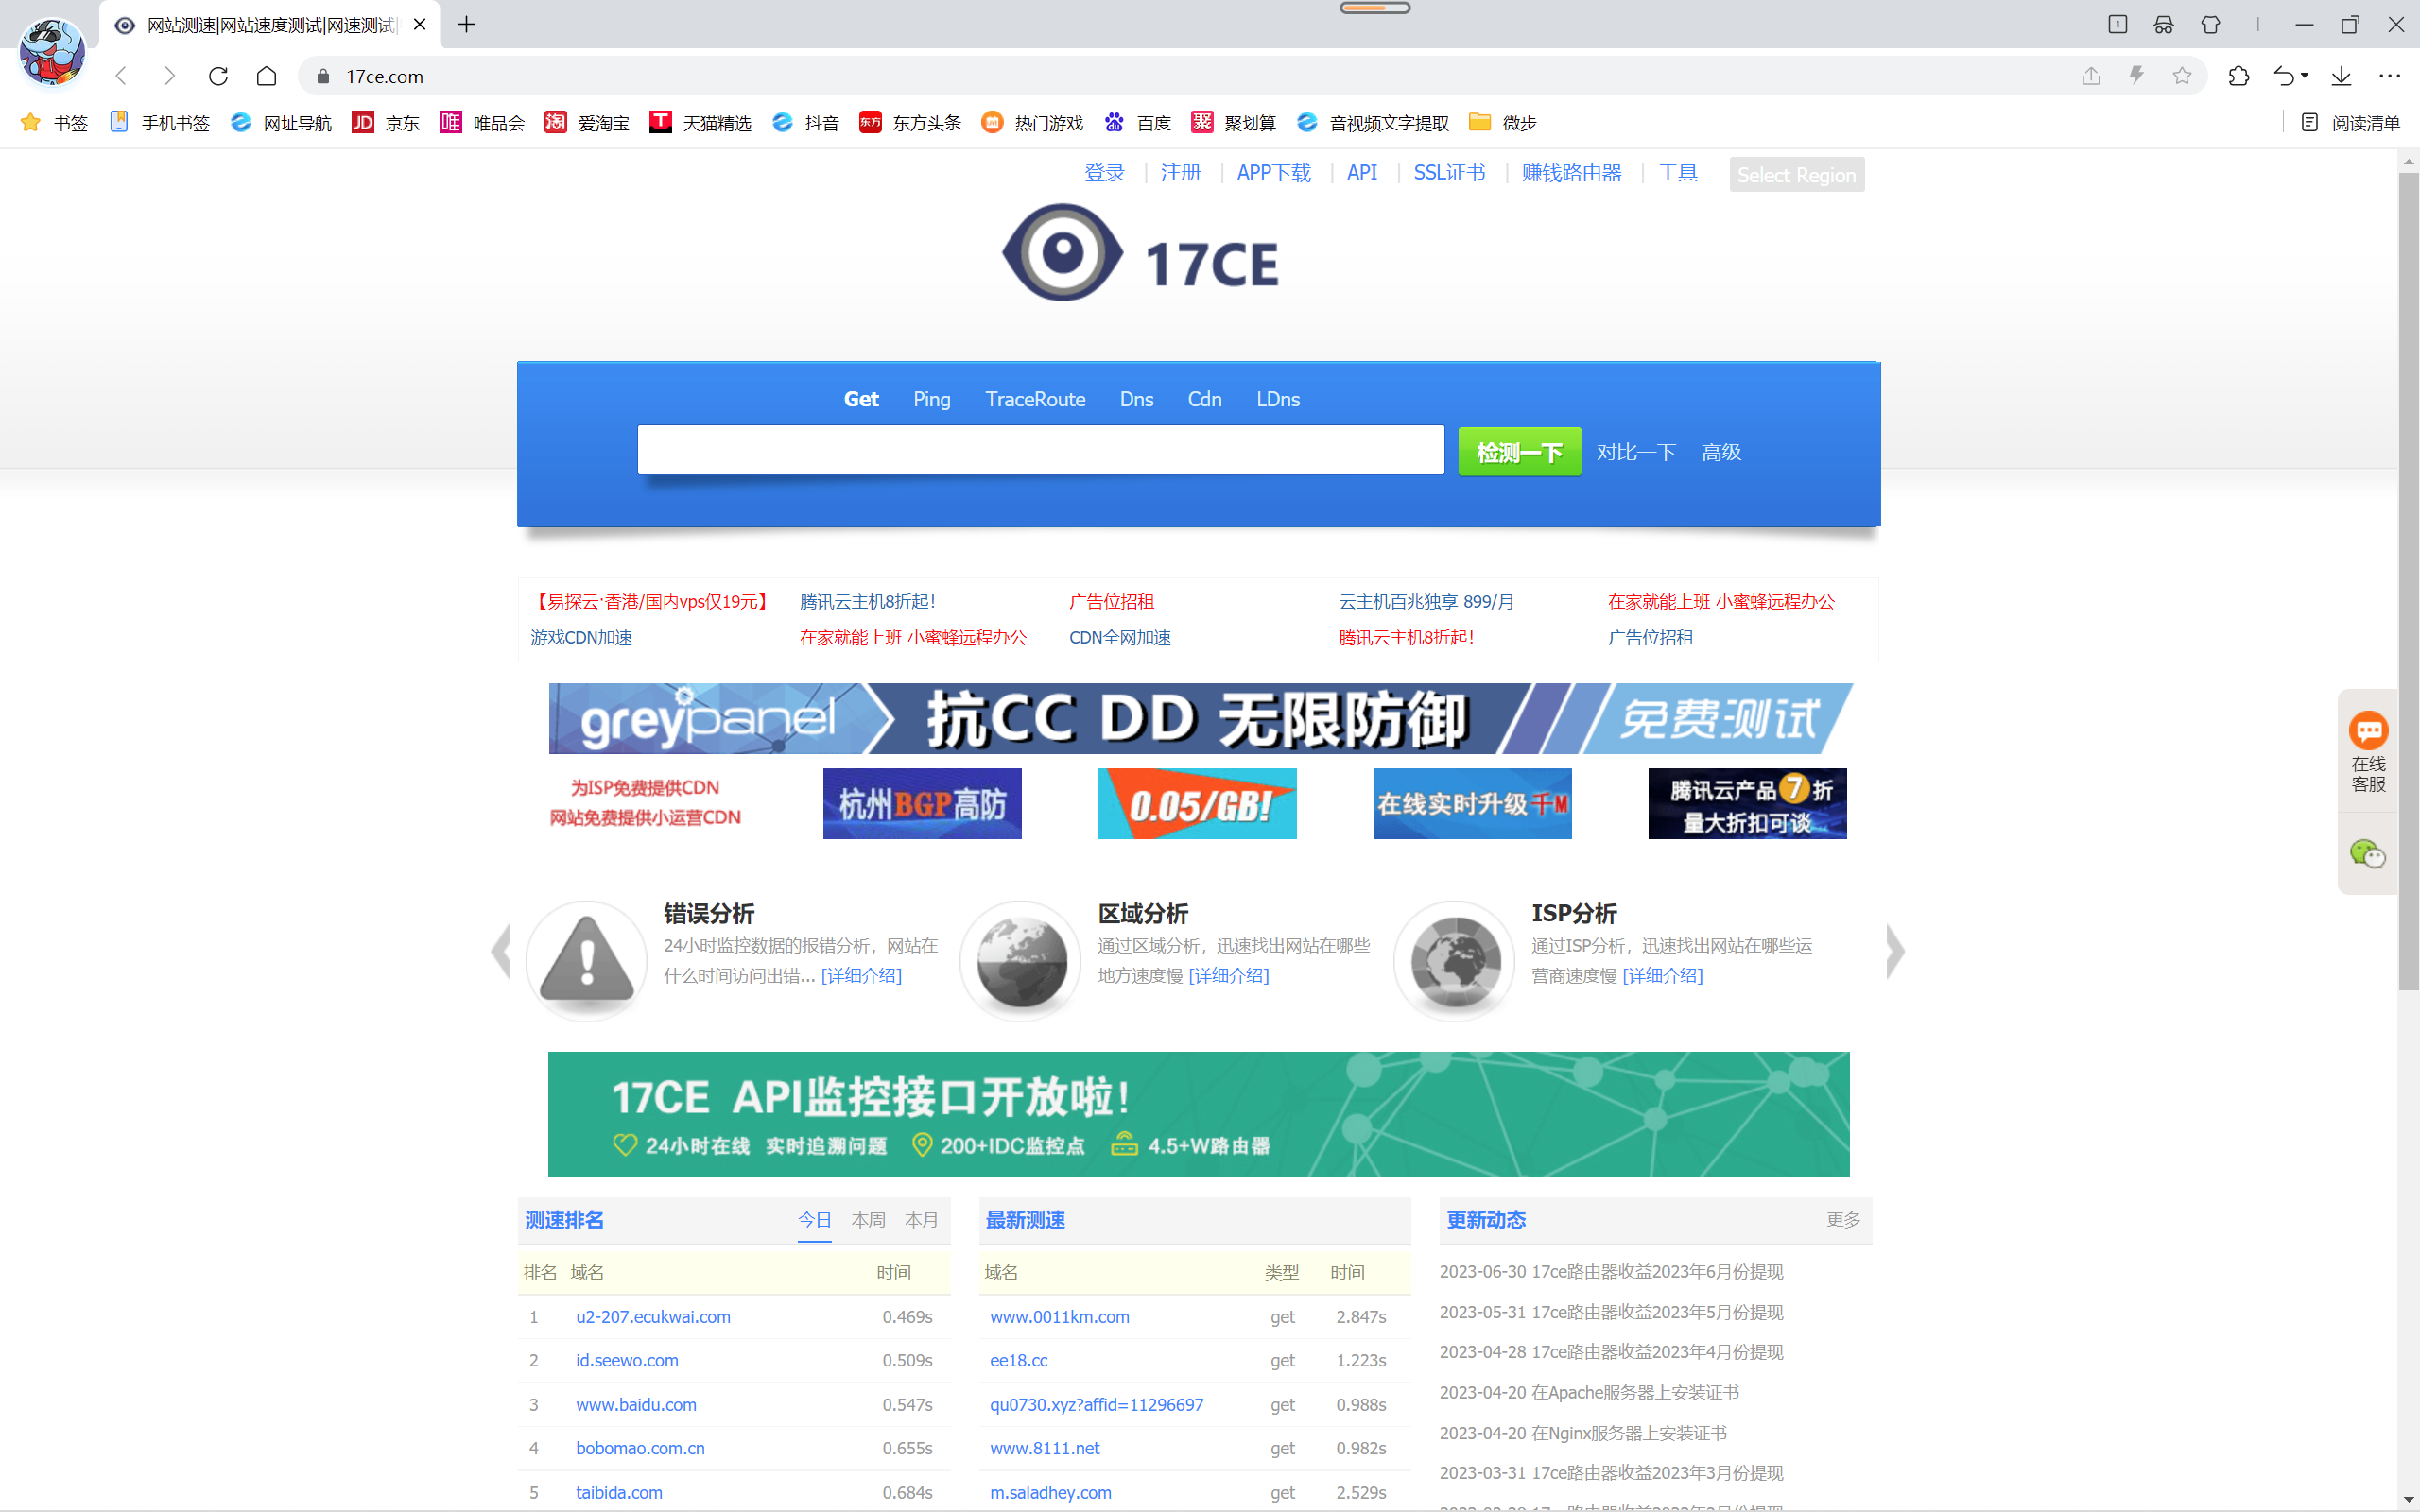 网站测速|网站速度测试|网速测试|
1
17ce.com
书签 手机书签 网址导航 JD 京东 唯 唯品会 淘 爱淘宝 T 天猫精选 抖音 东方 东方头条 热门游戏 百度 聚 聚划算 音视频文字提取 微步 阅读清单
登录 | 注册 | APP下载 | API | SSL证书 | 赚钱路由器 | 工具 Select Region
17CE
Get Ping TraceRoute Dns Cdn LDns
检测一下 对比一下 高级
【易探云·香港/国内vps仅19元】 腾讯云主机8折起！ 广告位招租 云主机百兆独享 899/月 在家就能上班 小蜜蜂远程办公
游戏CDN加速 在家就能上班 小蜜蜂远程办公 CDN全网加速 腾讯云主机8折起！ 广告位招租
greypanel 抗CC DD 无限防御 免费测试
为ISP免费提供CDN
网站免费提供小运营CDN
杭州BGP高防
0.05/GB!
在线实时升级千M
腾讯云产品7折
量大折扣可谈
在线
客服
错误分析
24小时监控数据的报错分析，网站在
什么时间访问出错... [详细介绍]
区域分析
通过区域分析，迅速找出网站在哪些
地方速度慢 [详细介绍]
ISP分析
通过ISP分析，迅速找出网站在哪些运
营商速度慢 [详细介绍]
17CE API监控接口开放啦！
24小时在线 实时追溯问题 200+IDC监控点 4.5+W路由器
测速排名 今日 本周 本月
排名 域名 时间
1 u2-207.ecukwai.com 0.469s
2 id.seewo.com 0.509s
3 www.baidu.com 0.547s
4 bobomao.com.cn 0.655s
5 taibida.com 0.684s
最新测速
域名 类型 时间
www.0011km.com get 2.847s
ee18.cc get 1.223s
qu0730.xyz?affid=11296697 get 0.988s
www.8111.net get 0.982s
m.saladhey.com get 2.529s
更新动态 更多
2023-06-30 17ce路由器收益2023年6月份提现
2023-05-31 17ce路由器收益2023年5月份提现
2023-04-28 17ce路由器收益2023年4月份提现
2023-04-20 在Apache服务器上安装证书
2023-04-20 在Nginx服务器上安装证书
2023-03-31 17ce路由器收益2023年3月份提现